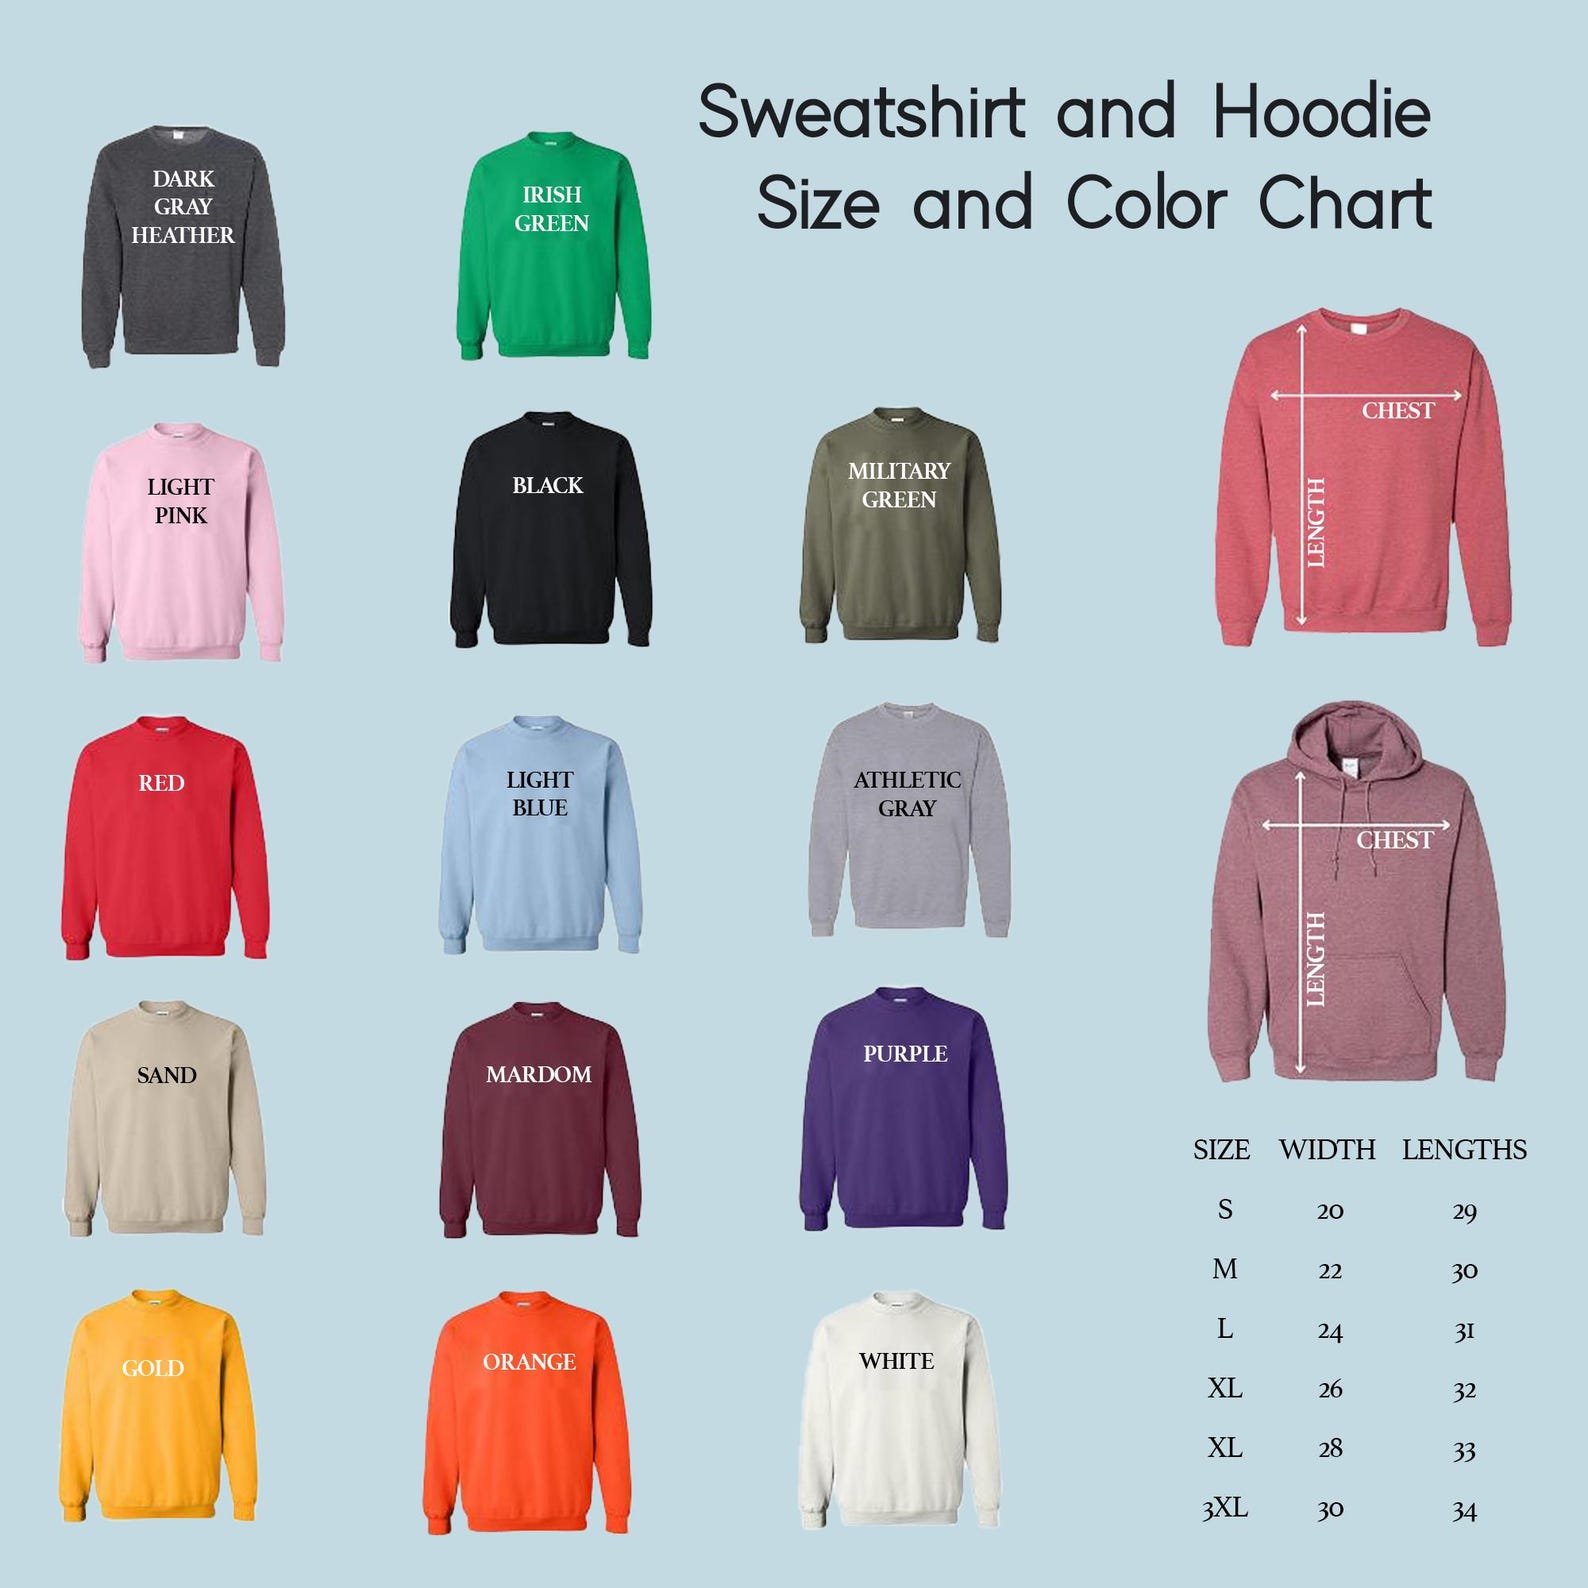 Sweatshirt and Hoodie
Size and Color Chart
DARK
GRAY
HEATHER
IRISH
GREEN
LIGHT
PINK
BLACK
MILITARY
GREEN
CHEST
LENGTH
RED
LIGHT
BLUE
ATHLETIC
GRAY
CHEST
LENGTH
SAND
MARDOM
PURPLE
GOLD
ORANGE
WHITE
SIZE WIDTH LENGTHS
S 20 29
M 22 30
L 24 31
XL 26 32
XL 28 33
3XL 30 34